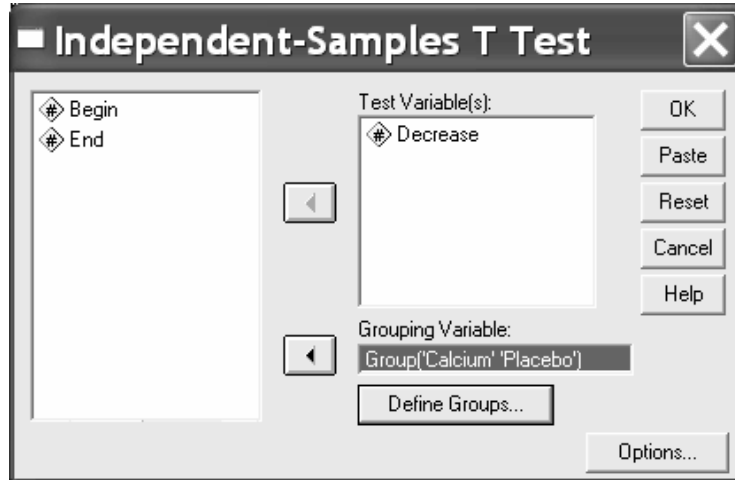 Independent-Samples T Test
Begin
End
Test Variable(s):
Decrease
Grouping Variable:
Group('Calcium' 'Placebo')
Define Groups...
OK
Paste
Reset
Cancel
Help
Options...